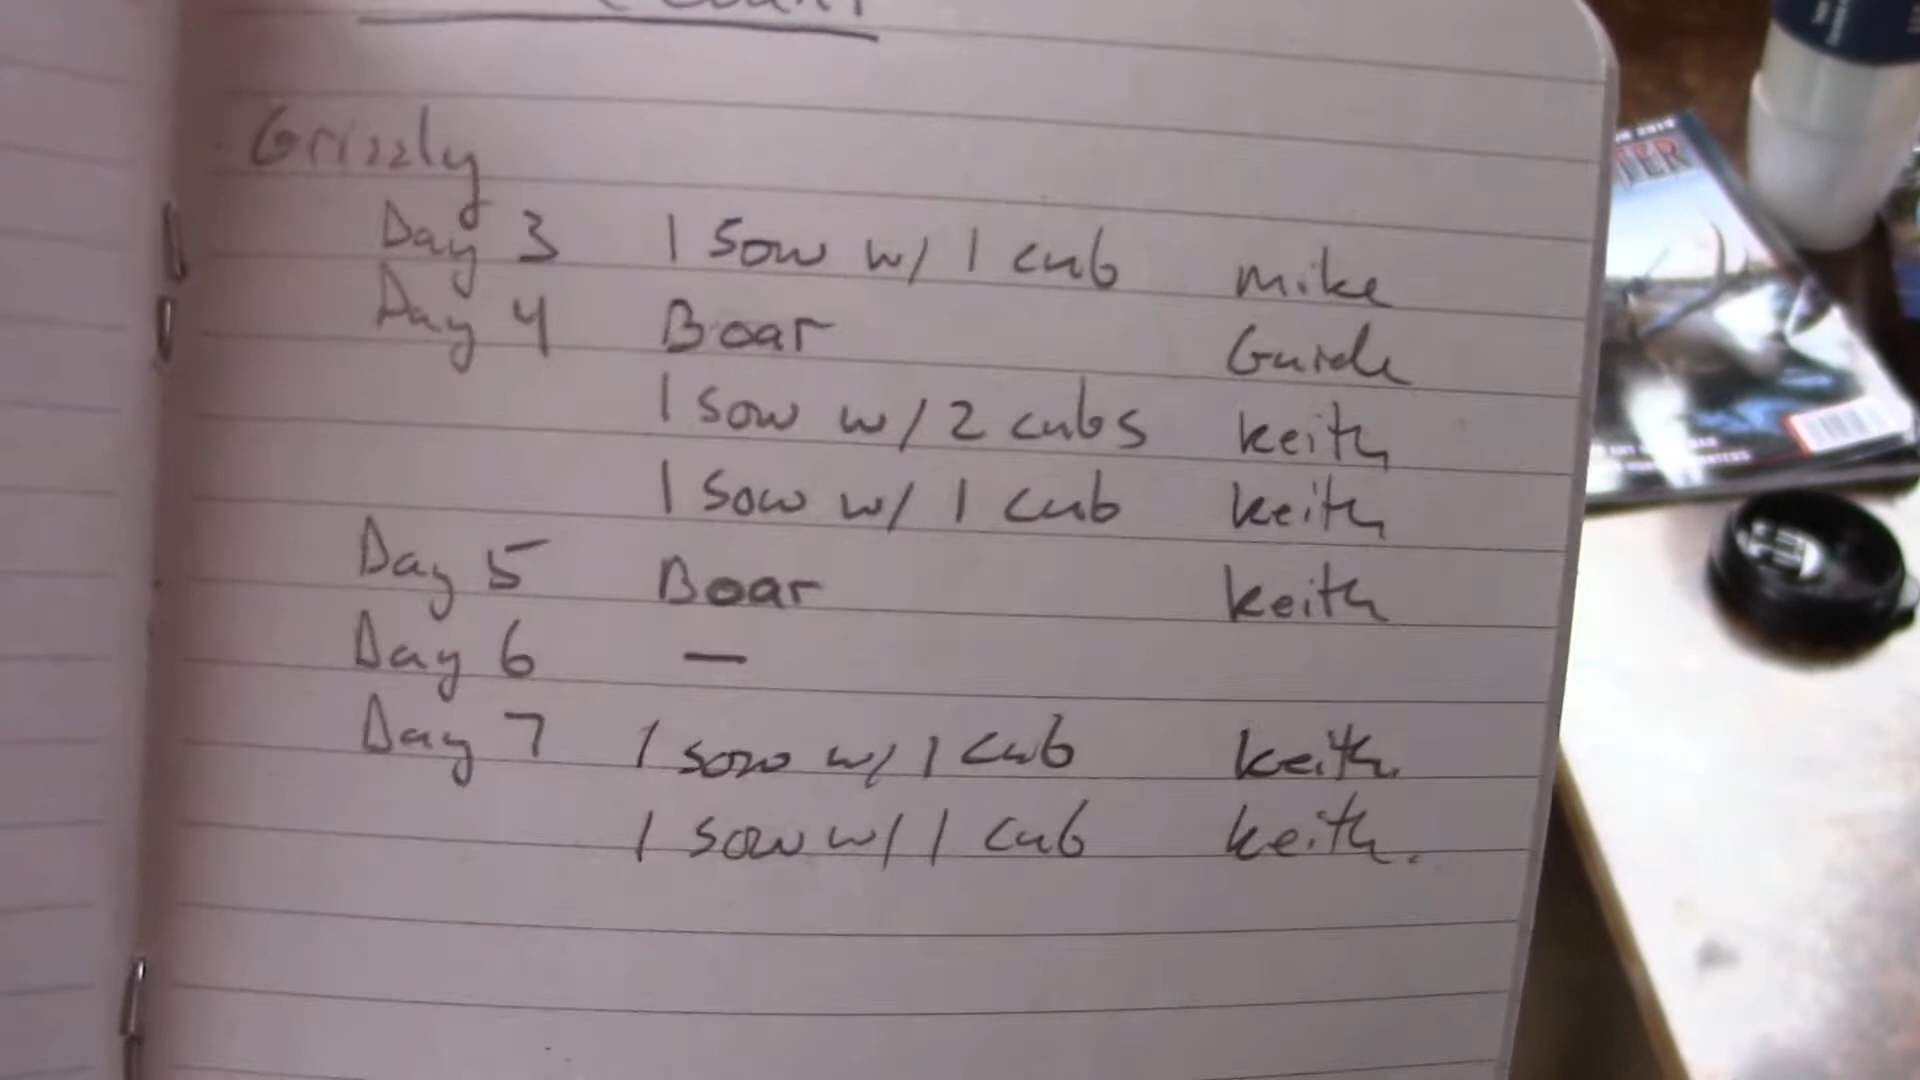 Grizzly
Day 3 1 Sow w/ 1 cub mike
Day 4 Boar Guide
1 sow w/ 2 cubs keith
1 Sow w/ 1 cub keith
Day 5 Boar keith
Day 6 —
Day 7 1 sow w/ 1 cub keith.
1 sow w/ 1 cub keith.